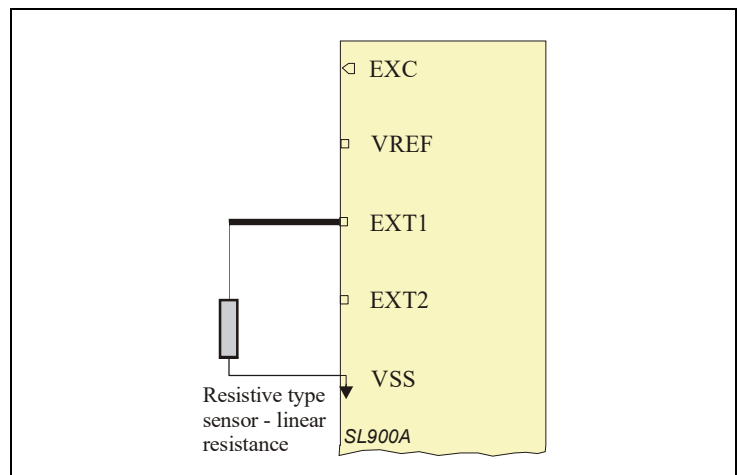 EXC
VREF
EXT1
EXT2
VSS
Resistive type
sensor - linear
resistance
SL900A